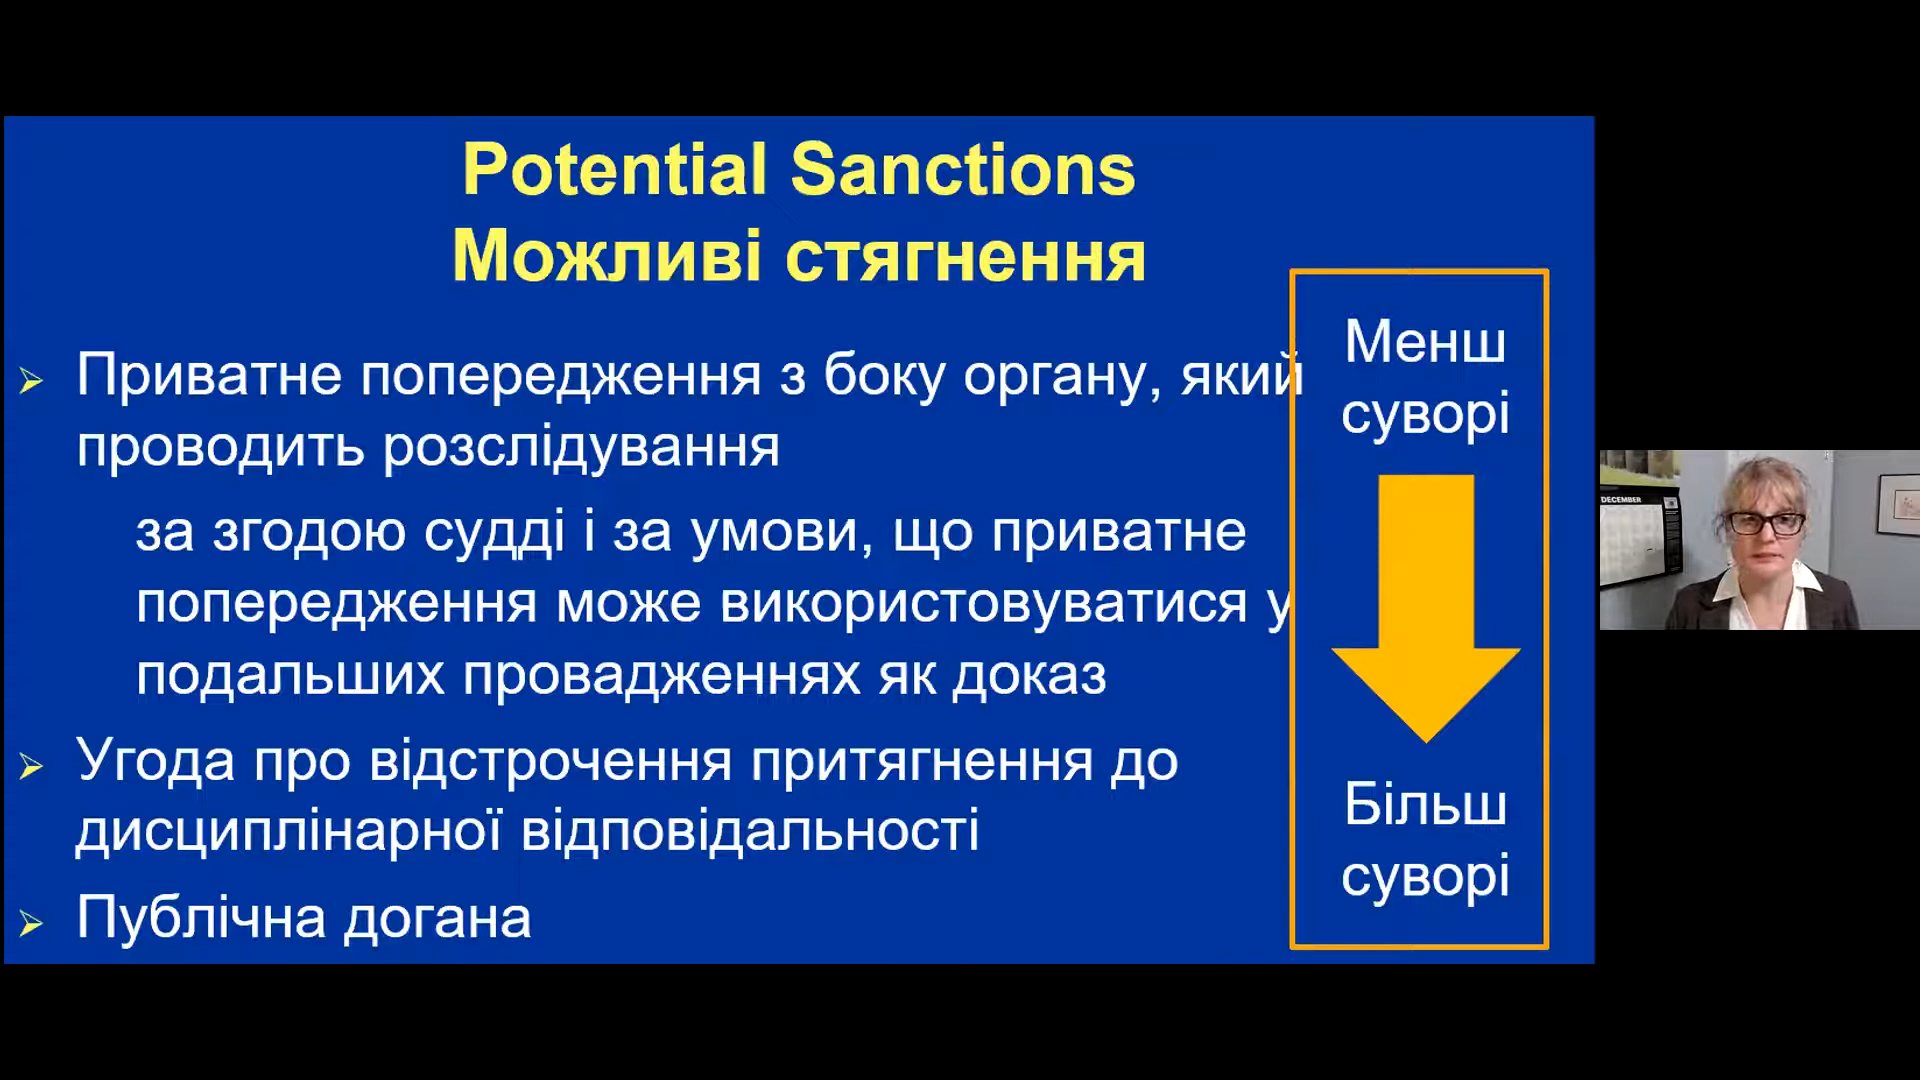 Potential Sanctions
Можливі стягнення
Приватне попередження з боку органу, який
проводить розслідування
за згодою судді і за умови, що приватне
попередження може використовуватися у
подальших провадженнях як доказ
Угода про відстрочення притягнення до
дисциплінарної відповідальності
Публічна догана
Менш
суворі
Більш
суворі
DECEMBER